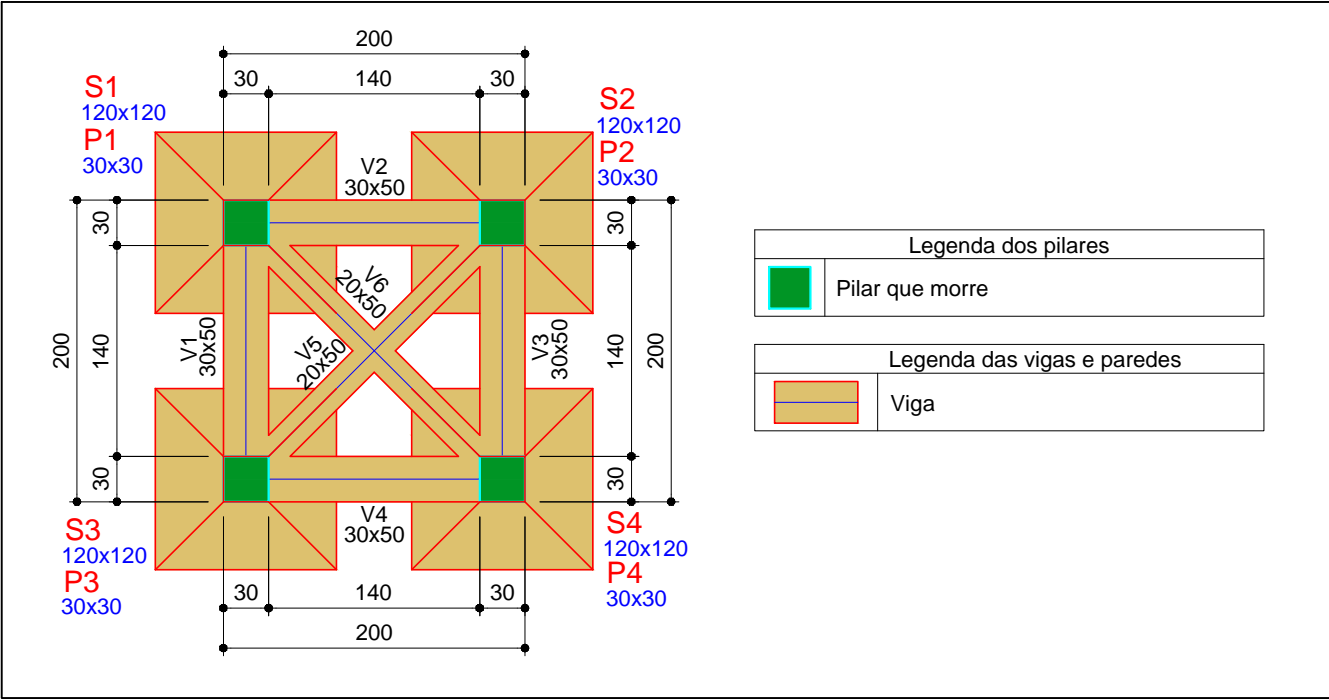 200
30
140
30
S1
120x120
P1
30x30
S2
120x120
P2
30x30
V2
30x50
30
30
200
140
V1
30x50
V6
20x50
V5
20x50
V3
30x50
140
200
30
30
V4
30x50
S3
120x120
P3
30x30
S4
120x120
P4
30x30
30
140
30
200
Legenda dos pilares
Pilar que morre
Legenda das vigas e paredes
Viga